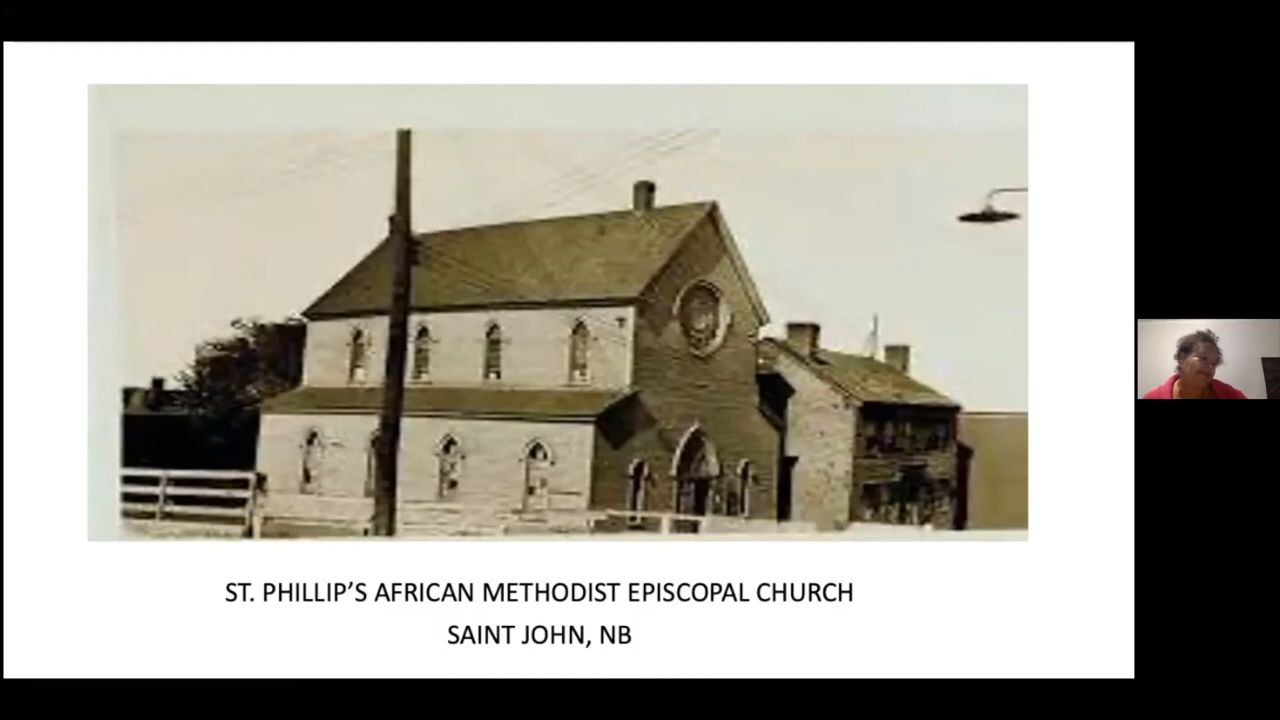 ST. PHILLIP’S AFRICAN METHODIST EPISCOPAL CHURCH
SAINT JOHN, NB